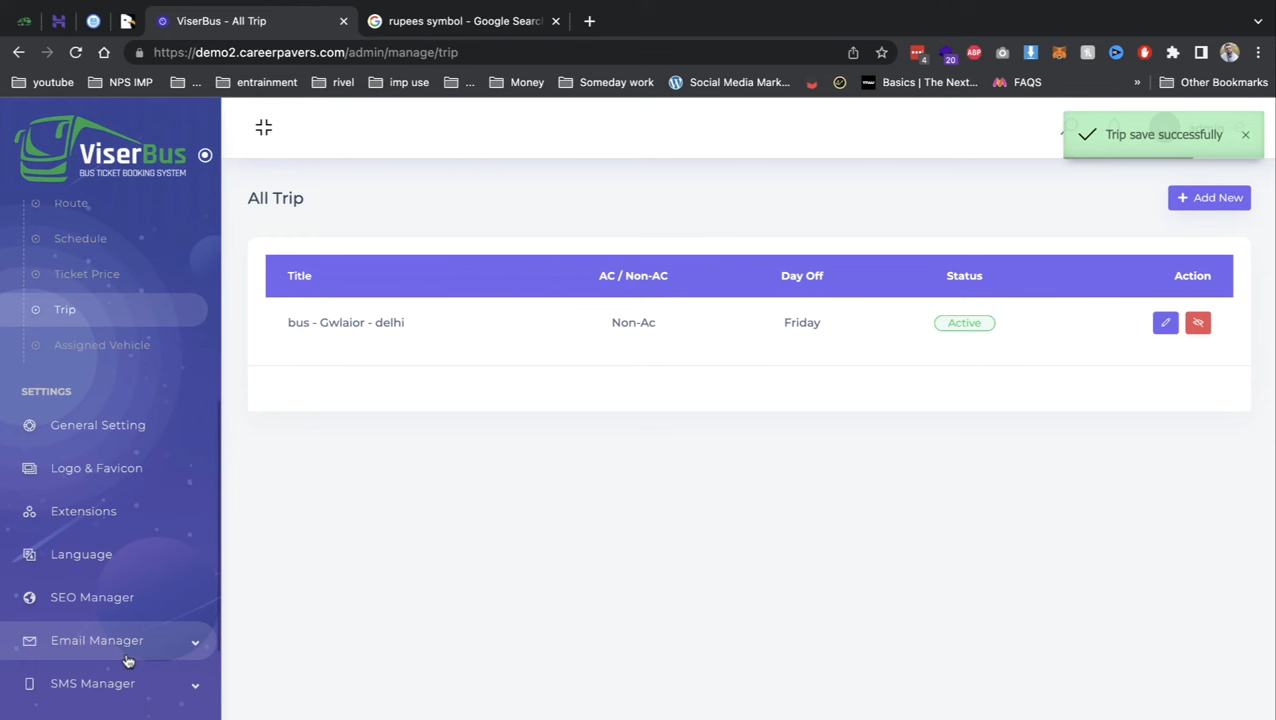 ViserBus - All Trip
rupees symbol - Google Search
https://demo2.careerpavers.com/admin/manage/trip
4
20
ABP
youtube
NPS IMP
...
entrainment
rivel
imp use
...
Money
Someday work
Social Media Mark...
Basics | The Next...
FAQS
»
Other Bookmarks
ViserBus
BUS TICKET BOOKING SYSTEM
Trip save successfully
Route
Schedule
Ticket Price
Trip
Assigned Vehicle
SETTINGS
General Setting
Logo & Favicon
Extensions
Language
SEO Manager
Email Manager
SMS Manager
All Trip
+ Add New
Title AC / Non-AC Day Off Status Action
bus - Gwlaior - delhi Non-Ac Friday Active